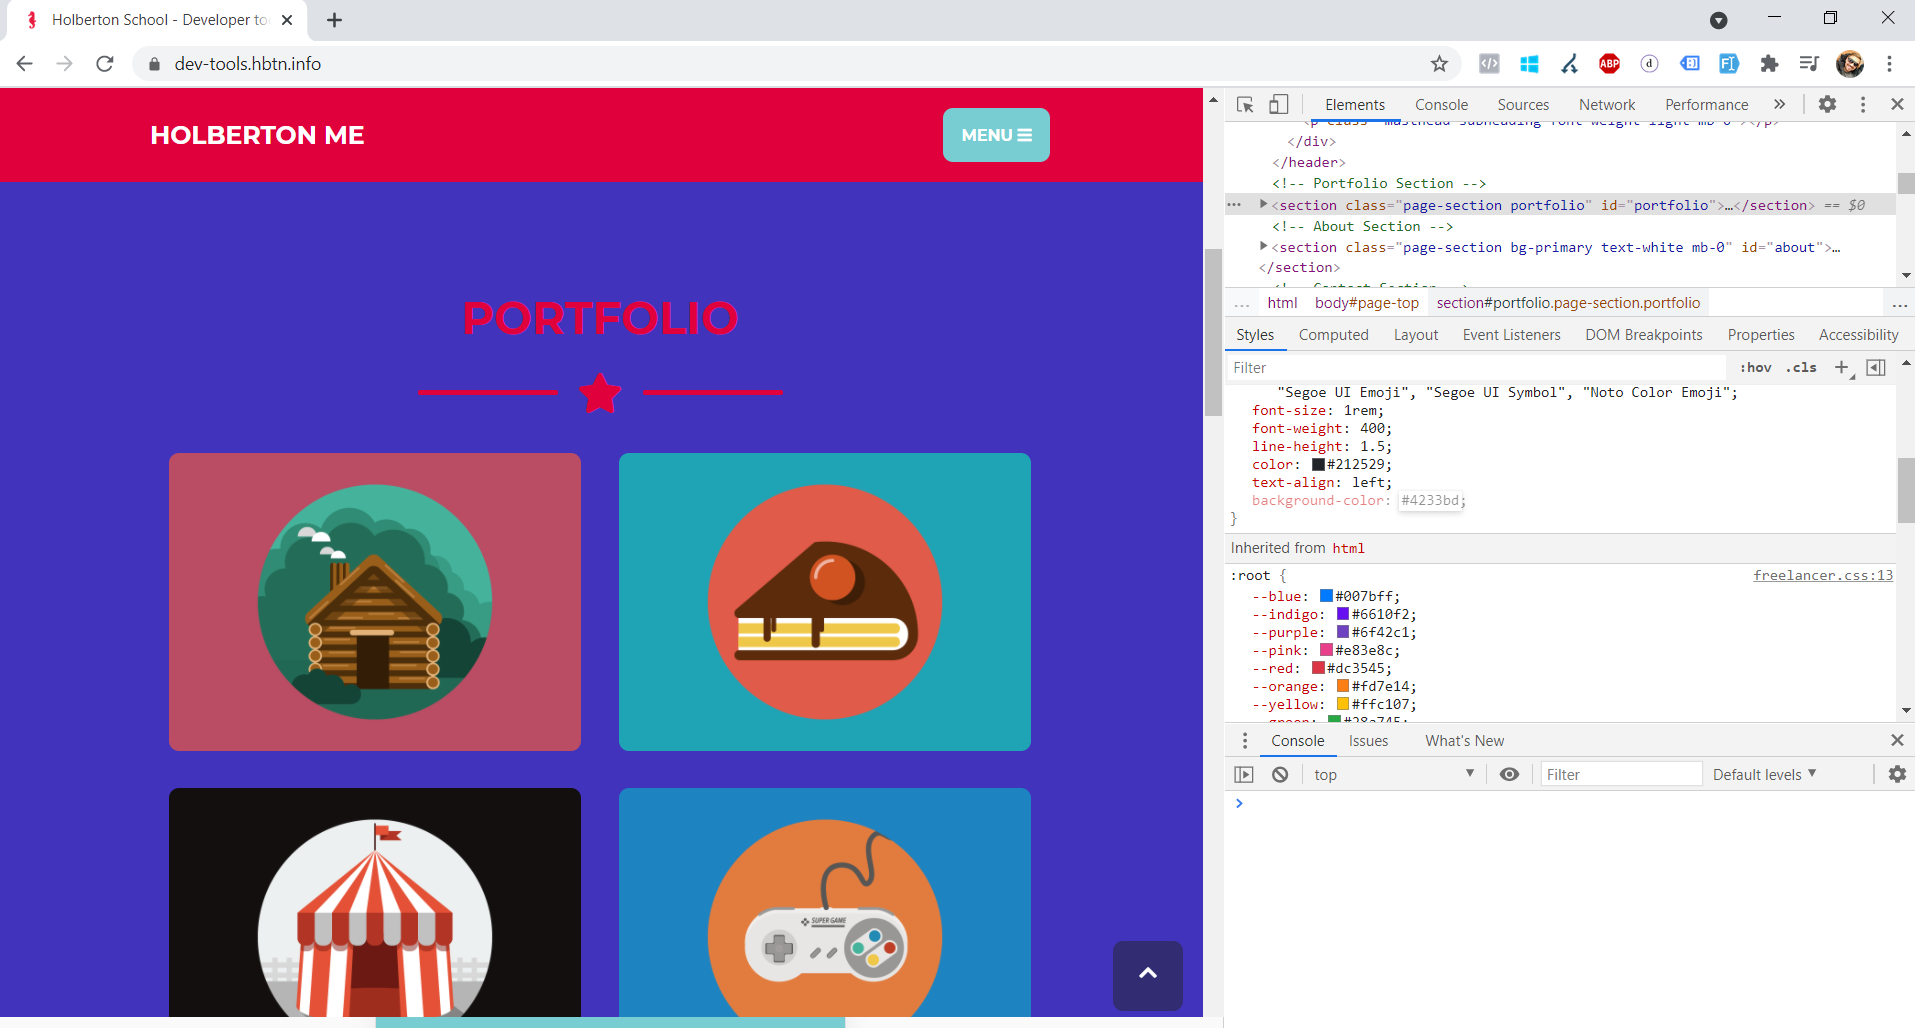 Holberton School - Developer to
dev-tools.hbtn.info
ABP
d
HOLBERTON ME
MENU
PORTFOLIO
SUPER GAME
Elements Console Sources Network Performance »
</div>
</header>
<!-- Portfolio Section -->
<section class="page-section portfolio" id="portfolio">…</section> == $0
<!-- About Section -->
<section class="page-section bg-primary text-white mb-0" id="about">…
</section>
... html body#page-top section#portfolio.page-section.portfolio ...
Styles Computed Layout Event Listeners DOM Breakpoints Properties Accessibility
Filter :hov .cls +
"Segoe UI Emoji", "Segoe UI Symbol", "Noto Color Emoji";
font-size: 1rem;
font-weight: 400;
line-height: 1.5;
color: #212529;
text-align: left;
background-color: #4233bd;
}
Inherited from html
:root { freelancer.css:13
--blue: #007bff;
--indigo: #6610f2;
--purple: #6f42c1;
--pink: #e83e8c;
--red: #dc3545;
--orange: #fd7e14;
--yellow: #ffc107;
--green: #28a745;
Console Issues What's New
top Filter Default levels